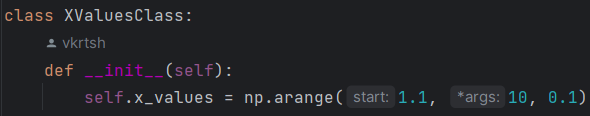 class XValuesClass:
vkrtsh
def __init__(self):
self.x_values = np.arange( start: 1.1, *args: 10, 0.1)